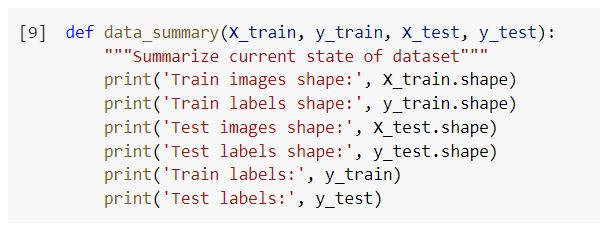 [9] def data_summary(X_train, y_train, X_test, y_test):
    """Summarize current state of dataset"""
    print('Train images shape:', X_train.shape)
    print('Train labels shape:', y_train.shape)
    print('Test images shape:', X_test.shape)
    print('Test labels shape:', y_test.shape)
    print('Train labels:', y_train)
    print('Test labels:', y_test)